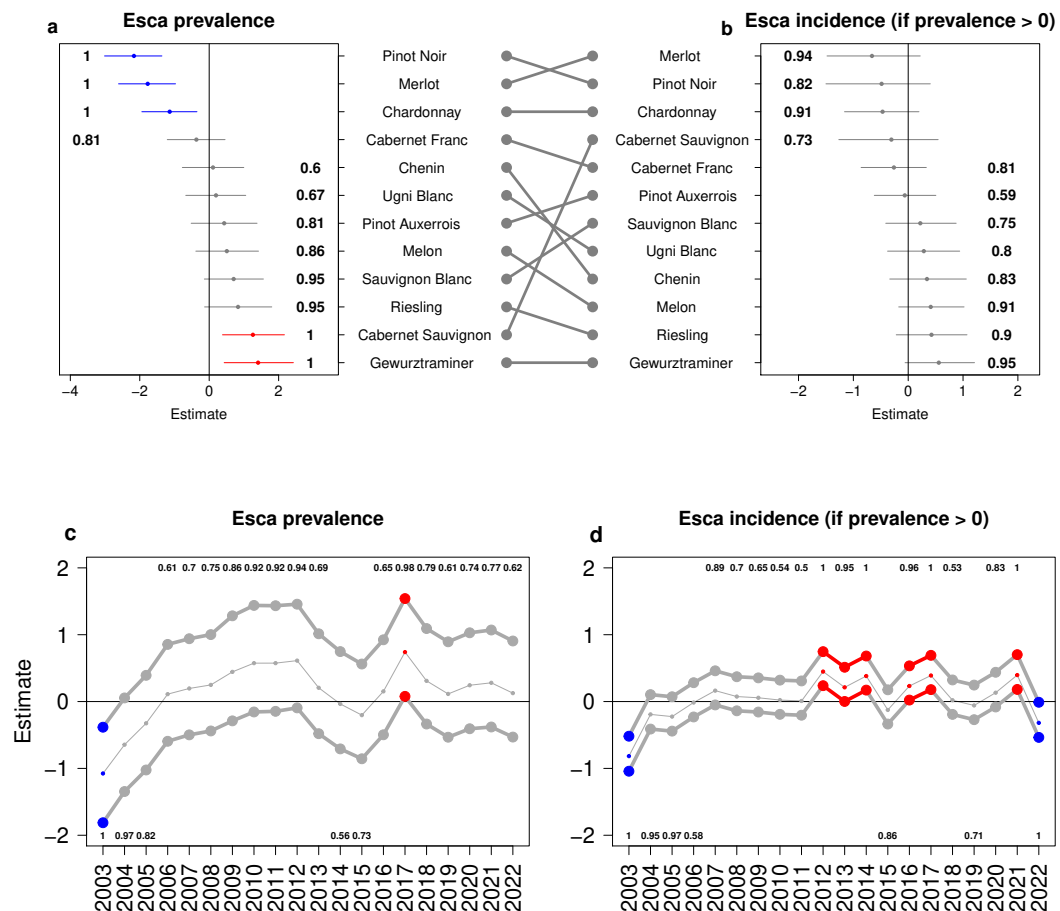 a
Esca prevalence
1
1
1
0.81
0.6
0.67
0.81
0.86
0.95
0.95
1
1
−4
−2
0
2
Estimate
Pinot Noir
Merlot
Chardonnay
Cabernet Franc
Chenin
Ugni Blanc
Pinot Auxerrois
Melon
Sauvignon Blanc
Riesling
Cabernet Sauvignon
Gewurztraminer
b
Esca incidence (if prevalence > 0)
Merlot
Pinot Noir
Chardonnay
Cabernet Sauvignon
Cabernet Franc
Pinot Auxerrois
Sauvignon Blanc
Ugni Blanc
Chenin
Melon
Riesling
Gewurztraminer
0.94
0.82
0.91
0.73
0.81
0.59
0.75
0.8
0.83
0.91
0.9
0.95
−2
−1
0
1
2
Estimate
c
Esca prevalence
Estimate
2
1
0
−1
−2
0.61 0.7 0.75 0.86 0.92 0.92 0.94 0.69 0.65 0.98 0.79 0.61 0.74 0.77 0.62
1 0.97 0.82 0.56 0.73
2003 2004 2005 2006 2007 2008 2009 2010 2011 2012 2013 2014 2015 2016 2017 2018 2019 2020 2021 2022
d
Esca incidence (if prevalence > 0)
2
1
0
−1
−2
0.89 0.7 0.65 0.54 0.5 1 0.95 1 0.96 1 0.53 0.83 1
1 0.95 0.97 0.58 0.86 0.71 1
2003 2004 2005 2006 2007 2008 2009 2010 2011 2012 2013 2014 2015 2016 2017 2018 2019 2020 2021 2022